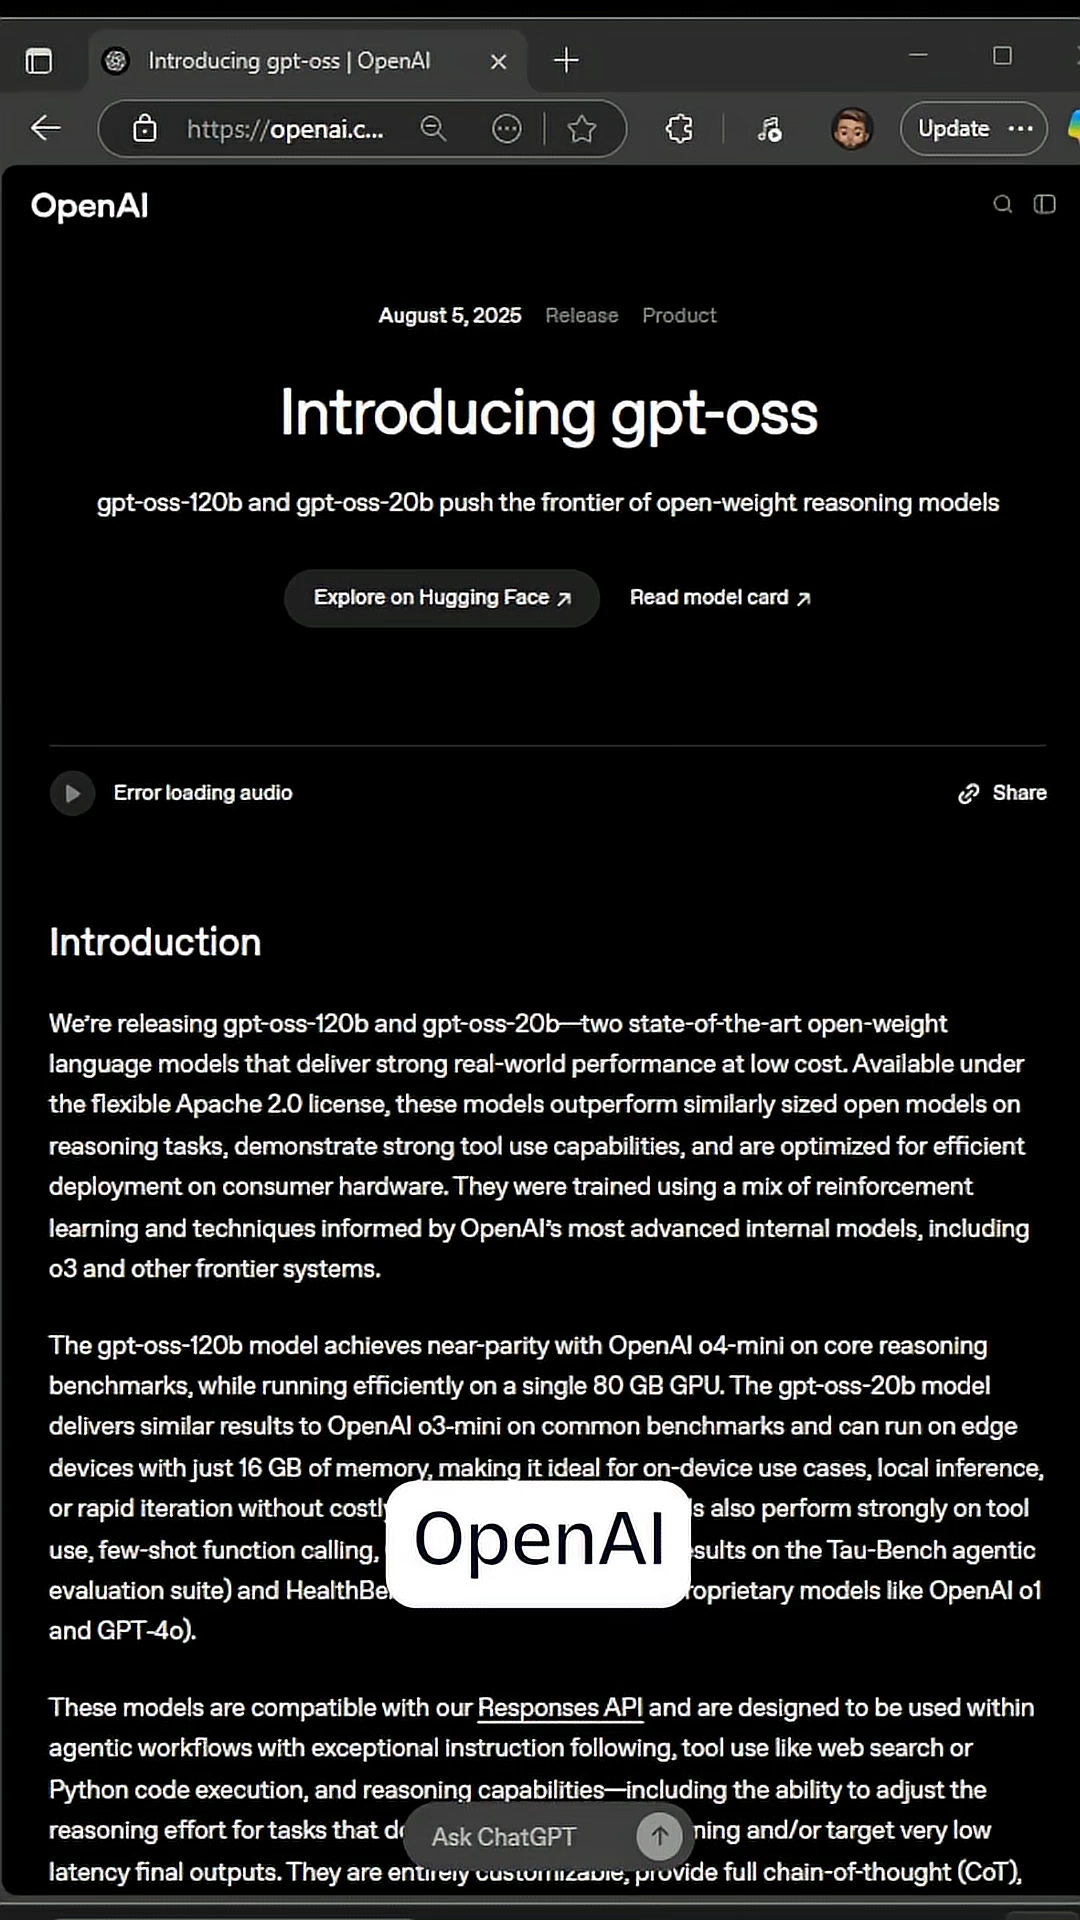 Introducing gpt-oss | OpenAI
https://openai.c...
Update
OpenAI
August 5, 2025 Release Product
Introducing gpt-oss
gpt-oss-120b and gpt-oss-20b push the frontier of open-weight reasoning models
Explore on Hugging Face ↗ Read model card ↗
Error loading audio
Share
Introduction
We're releasing gpt-oss-120b and gpt-oss-20b—two state-of-the-art open-weight
language models that deliver strong real-world performance at low cost. Available under
the flexible Apache 2.0 license, these models outperform similarly sized open models on
reasoning tasks, demonstrate strong tool use capabilities, and are optimized for efficient
deployment on consumer hardware. They were trained using a mix of reinforcement
learning and techniques informed by OpenAI's most advanced internal models, including
o3 and other frontier systems.
The gpt-oss-120b model achieves near-parity with OpenAI o4-mini on core reasoning
benchmarks, while running efficiently on a single 80 GB GPU. The gpt-oss-20b model
delivers similar results to OpenAI o3-mini on common benchmarks and can run on edge
devices with just 16 GB of memory, making it ideal for on-device use cases, local inference,
or rapid iteration without costly also perform strongly on tool
use, few-shot function calling, on the Tau-Bench agentic
evaluation suite) and models like OpenAI o1
and GPT-4o).
OpenAI
These models are compatible with our Responses API and are designed to be used within
agentic workflows with exceptional instruction following, tool use like web search or
Python code execution, and reasoning capabilities—including the ability to adjust the
reasoning effort for tasks that and/or target very low
latency final outputs. They are entirely customizable, provide full chain-of-thought (CoT),
Ask ChatGPT